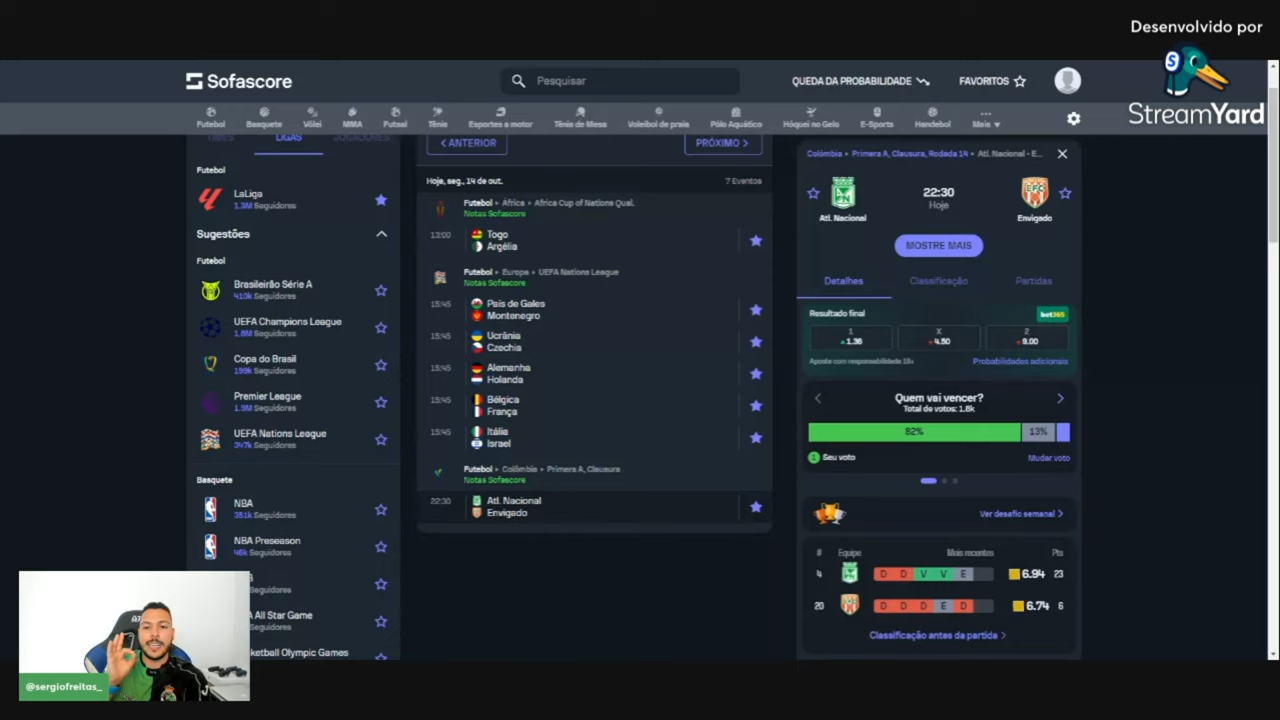 Desenvolvido por
StreamYard
Sofascore
Pesquisar
QUEDA DA PROBABILIDADE
FAVORITOS
Futebol
Basquete
Vôlei
MMA
Futsal
Tênis
Esportes a motor
Tênis de Mesa
Voleibol de praia
Pólo Aquático
Hóquei no Gelo
E-Sports
Handebol
Mais
TIMES
LIGAS
JOGADORES
Futebol
LaLiga
1.3M Seguidores
Sugestões
Futebol
Brasileirão Série A
410k Seguidores
UEFA Champions League
1.8M Seguidores
Copa do Brasil
199k Seguidores
Premier League
1.9M Seguidores
UEFA Nations League
347k Seguidores
Basquete
NBA
351k Seguidores
NBA Preseason
46k Seguidores
Seguidores
All Star Game
Seguidores
ketball Olympic Games
@sergiofreitas_
< ANTERIOR
PRÓXIMO >
Hoje, seg., 14 de out.
7 Eventos
Futebol Africa Africa Cup of Nations Qual.
Notas Sofascore
13:00
Togo
Argélia
Futebol Europa UEFA Nations League
Notas Sofascore
15:45
País de Gales
Montenegro
15:45
Ucrânia
Czechia
15:45
Alemanha
Holanda
15:45
Bélgica
França
15:45
Itália
Israel
Futebol Colômbia Primera A, Clausura
Notas Sofascore
22:30
Atl. Nacional
Envigado
Colômbia Primera A, Clausura, Rodada 14 Atl. Nacional - E...
22:30
Hoje
Atl. Nacional
Envigado
MOSTRE MAIS
Detalhes
Classificação
Partidas
Resultado final
bet365
1
1.36
X
4.50
2
9.00
Aposte com responsabilidade 18+
Probabilidades adicionais
Quem vai vencer?
Total de votos: 1.8k
82%
13%
1 Seu voto
Mudar voto
Ver desafio semanal >
# Equipe Mais recentes Pts
4 D D V V E 6.94 23
20 D D D E D 6.74 6
Classificação antes da partida >